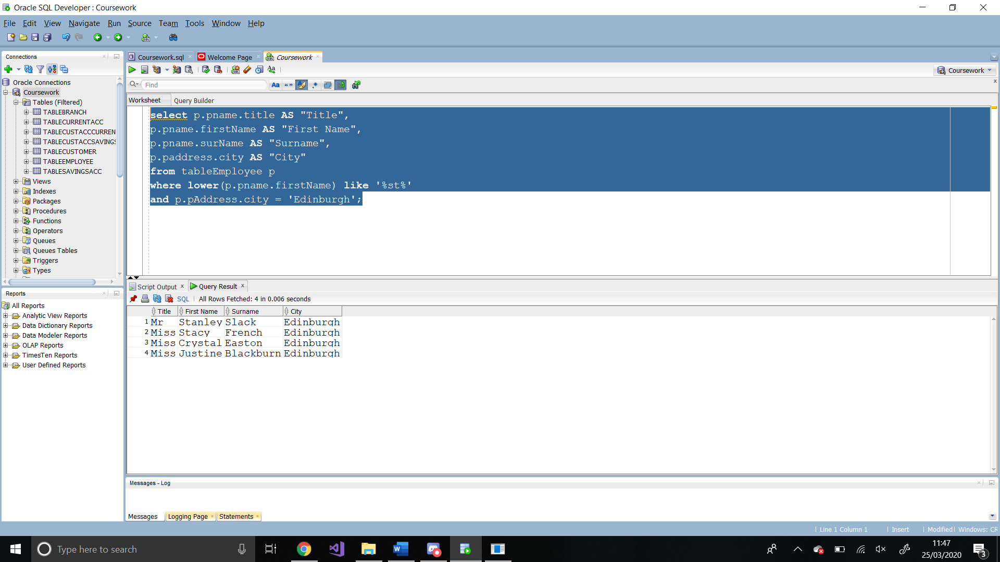 Oracle SQL Developer : Coursework
File Edit View Navigate Run Source Team Tools Window Help
Connections
Oracle Connections
Coursework
Tables (Filtered)
TABLEBRANCH
TABLECURRENTACC
TABLECUSTACCCURREN
TABLECUSTACCSAVINGS
TABLECUSTOMER
TABLEEMPLOYEE
TABLESAVINGSACC
Views
Indexes
Packages
Procedures
Functions
Operators
Queues
Queues Tables
Triggers
Types
Reports
All Reports
Analytic View Reports
Data Dictionary Reports
Data Modeler Reports
OLAP Reports
TimesTen Reports
User Defined Reports
Coursework.sql Welcome Page Coursework
Coursework
Find
Worksheet Query Builder
select p.pname.title AS "Title",
p.pname.firstName AS "First Name",
p.pname.surName AS "Surname",
p.paddress.city AS "City"
from tableEmployee p
where lower(p.pname.firstName) like '%st%'
and p.pAddress.city = 'Edinburgh';
Script Output Query Result
SQL All Rows Fetched: 4 in 0.006 seconds
Title First Name Surname City
1 Mr Stanley Slack Edinburgh
2 Miss Stacy French Edinburgh
3 Miss Crystal Easton Edinburgh
4 Miss Justine Blackburn Edinburgh
Messages - Log
Messages Logging Page Statements
Line 1 Column 1 Insert Modified Windows: CR
Type here to search
11:47
25/03/2020
3